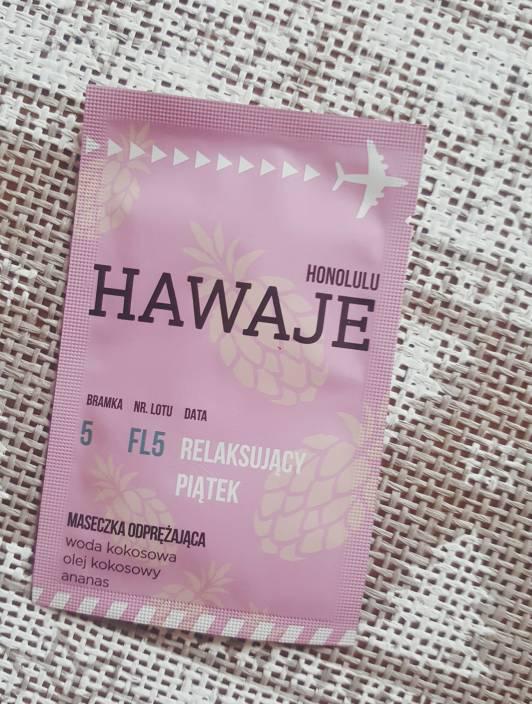 HONOLULU
HAWAJE
BRAMKA NR. LOTU DATA
5 FL5 RELAKSUJĄCY
PIĄTEK
MASECZKA ODPRĘŻAJĄCA
woda kokosowa
olej kokosowy
ananas